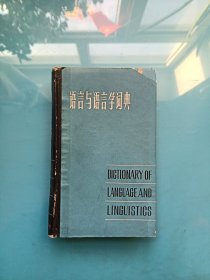 语言与语言学词典
DICTIONARY OF
LANGUAGE AND
LINGUISTICS